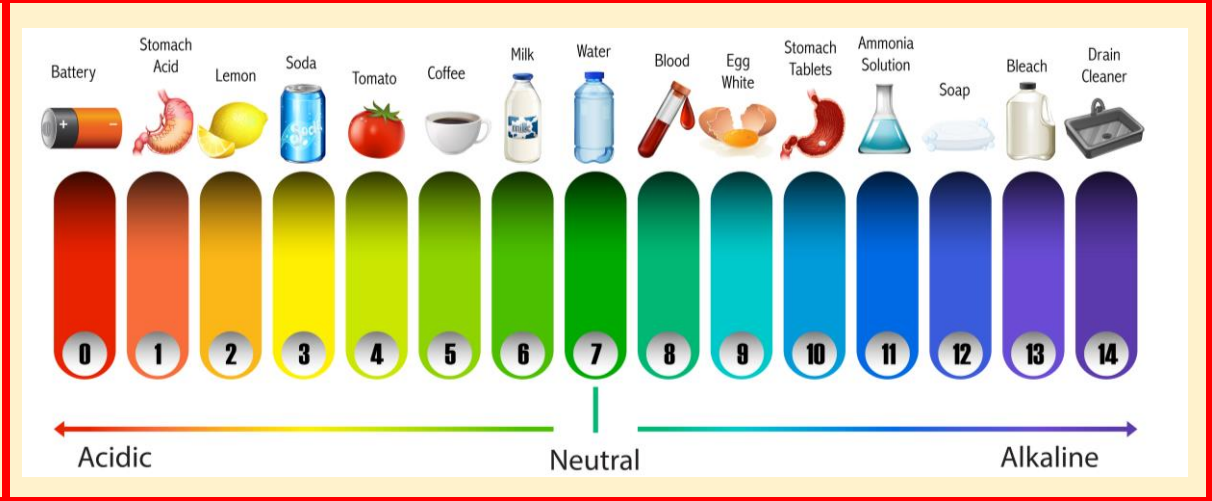 Battery
Stomach
Acid
Lemon
Soda
Tomato
Coffee
Milk
Water
Blood
Egg
White
Stomach
Tablets
Ammonia
Solution
Soap
Bleach
Drain
Cleaner
+ -
Soda
milk
0 1 2 3 4 5 6 7 8 9 10 11 12 13 14
Acidic Neutral Alkaline